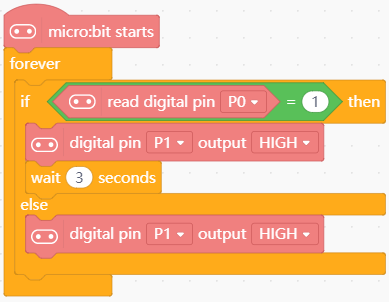 micro:bit starts
forever
if read digital pin P0 = 1 then
digital pin P1 output HIGH
wait 3 seconds
else
digital pin P1 output HIGH